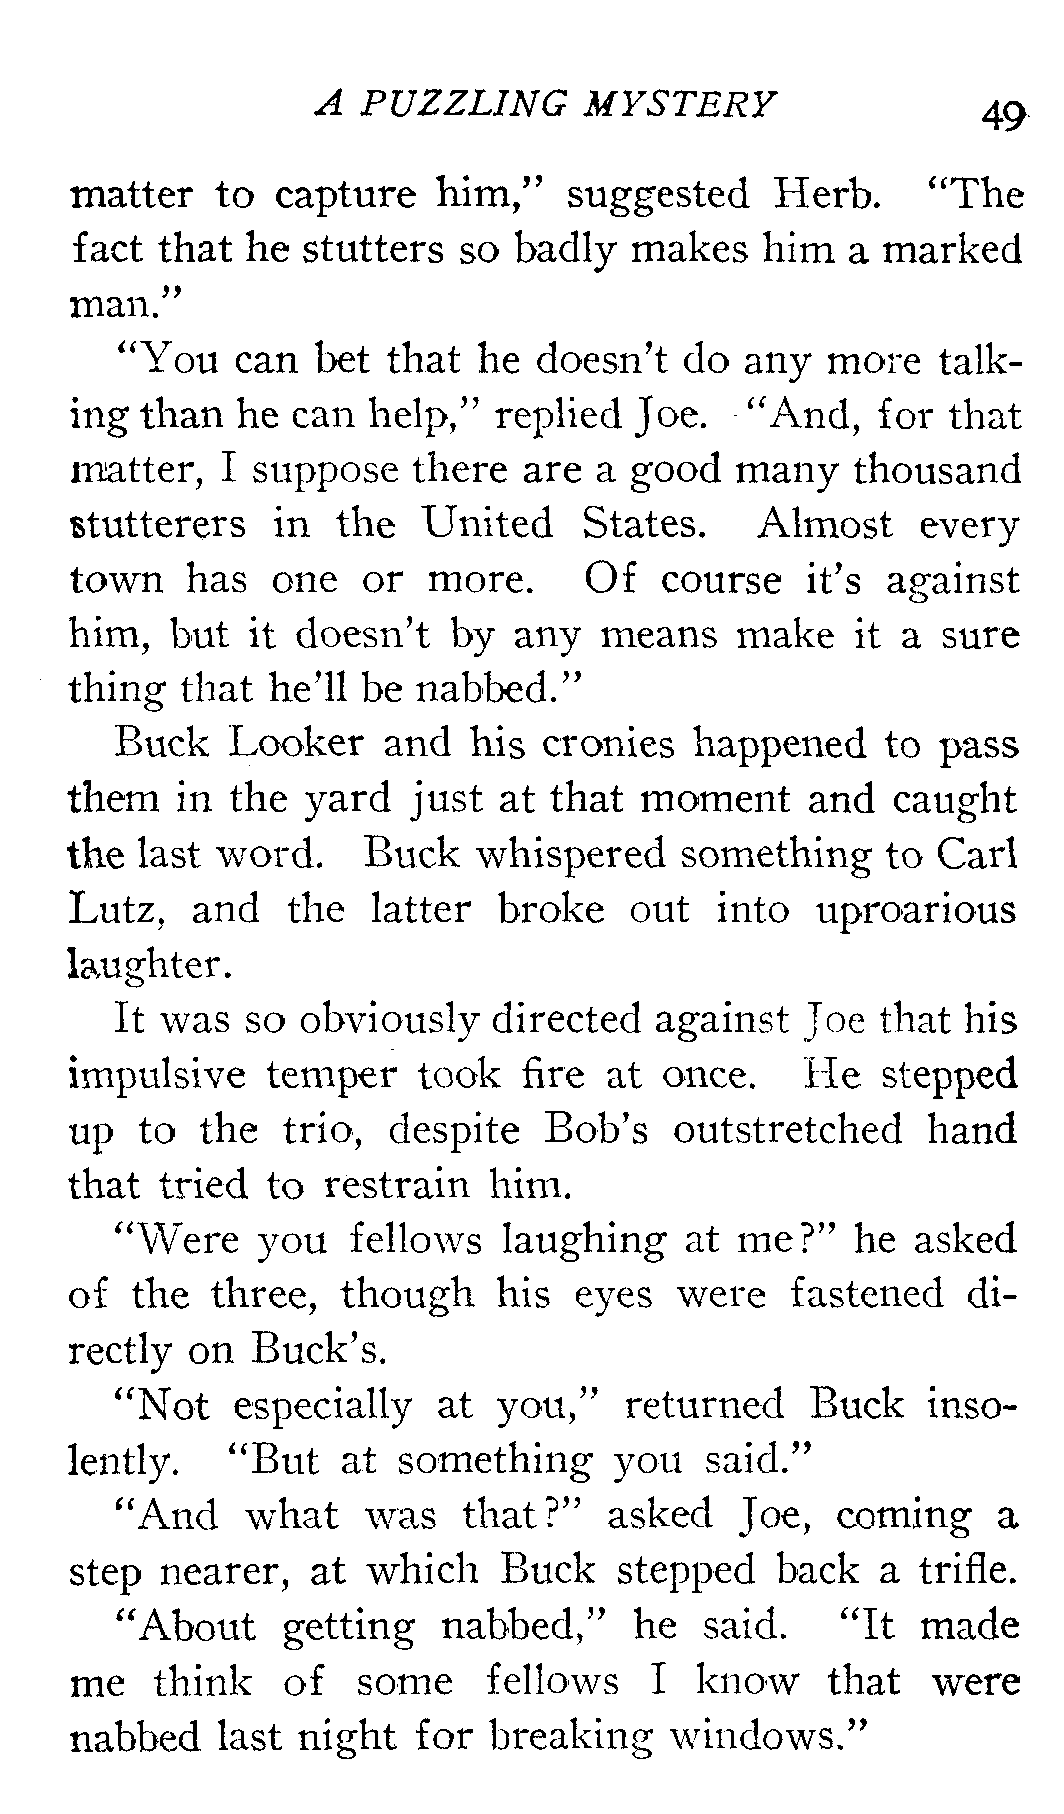 A PUZZLING MYSTERY 49
matter to capture him,” suggested Herb. “The
fact that he stutters so badly makes him a marked
man.”
“You can bet that he doesn’t do any more talk-
ing than he can help,” replied Joe. “And, for that
matter, I suppose there are a good many thousand
stutterers in the United States. Almost every
town has one or more. Of course it’s against
him, but it doesn’t by any means make it a sure
thing that he’ll be nabbed.”
Buck Looker and his cronies happened to pass
them in the yard just at that moment and caught
the last word. Buck whispered something to Carl
Lutz, and the latter broke out into uproarious
laughter.
It was so obviously directed against Joe that his
impulsive temper took fire at once. He stepped
up to the trio, despite Bob’s outstretched hand
that tried to restrain him.
“Were you fellows laughing at me?” he asked
of the three, though his eyes were fastened di-
rectly on Buck’s.
“Not especially at you,” returned Buck inso-
lently. “But at something you said.”
“And what was that?” asked Joe, coming a
step nearer, at which Buck stepped back a trifle.
“About getting nabbed,” he said. “It made
me think of some fellows I know that were
nabbed last night for breaking windows.”